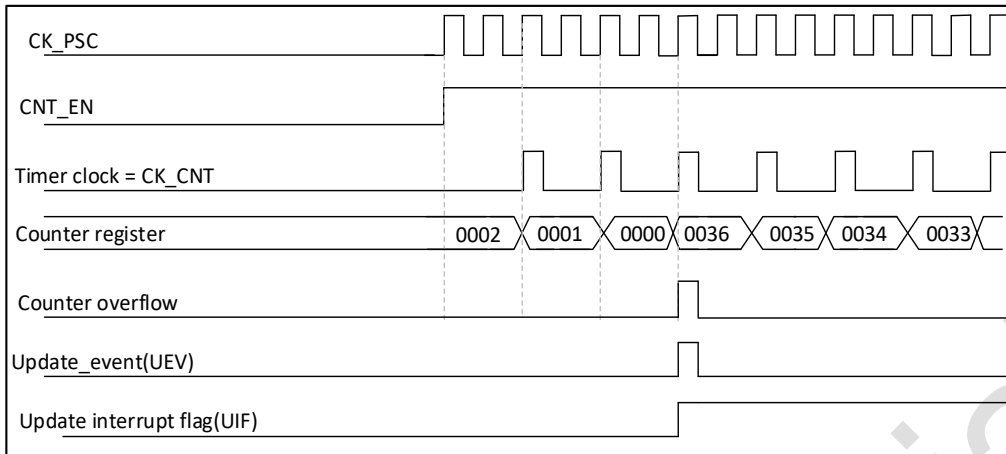 CK_PSC
CNT_EN
Timer clock = CK_CNT
Counter register 0002 0001 0000 0036 0035 0034 0033
Counter overflow
Update_event(UEV)
Update interrupt flag(UIF)